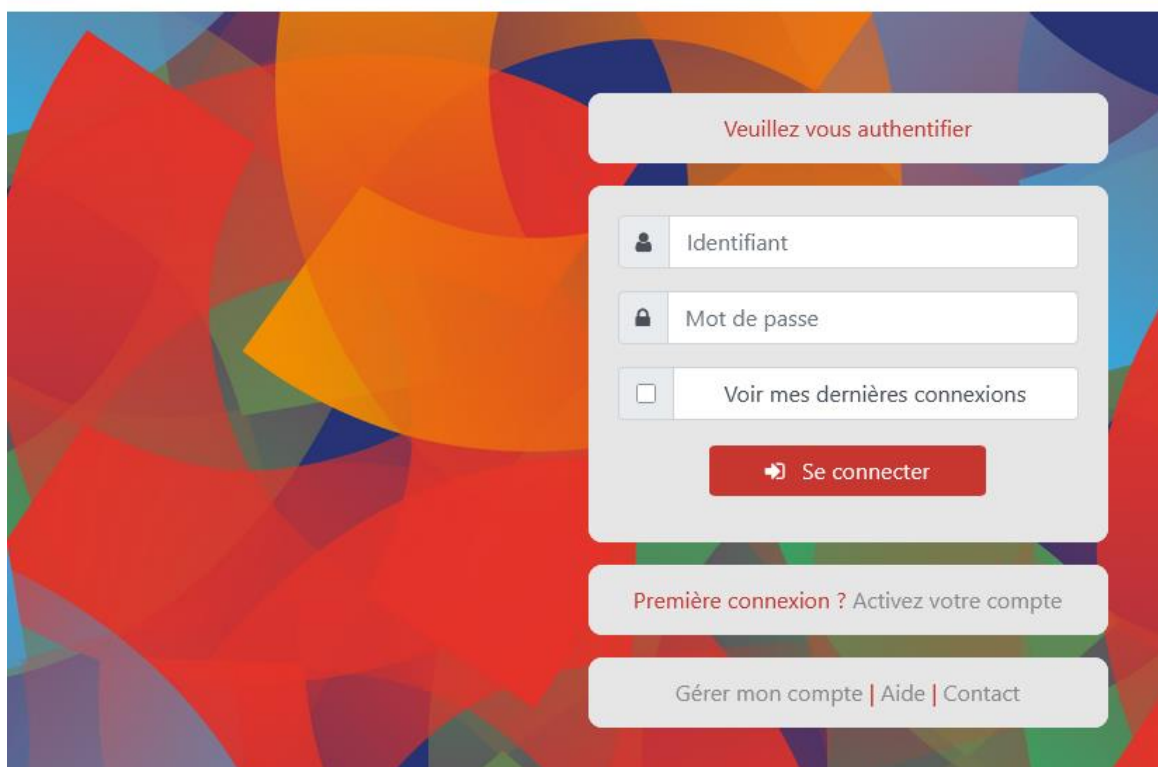 Veuillez vous authentifier
Identifiant
Mot de passe
Voir mes dernières connexions
Se connecter
Première connexion ? Activez votre compte
Gérer mon compte | Aide | Contact